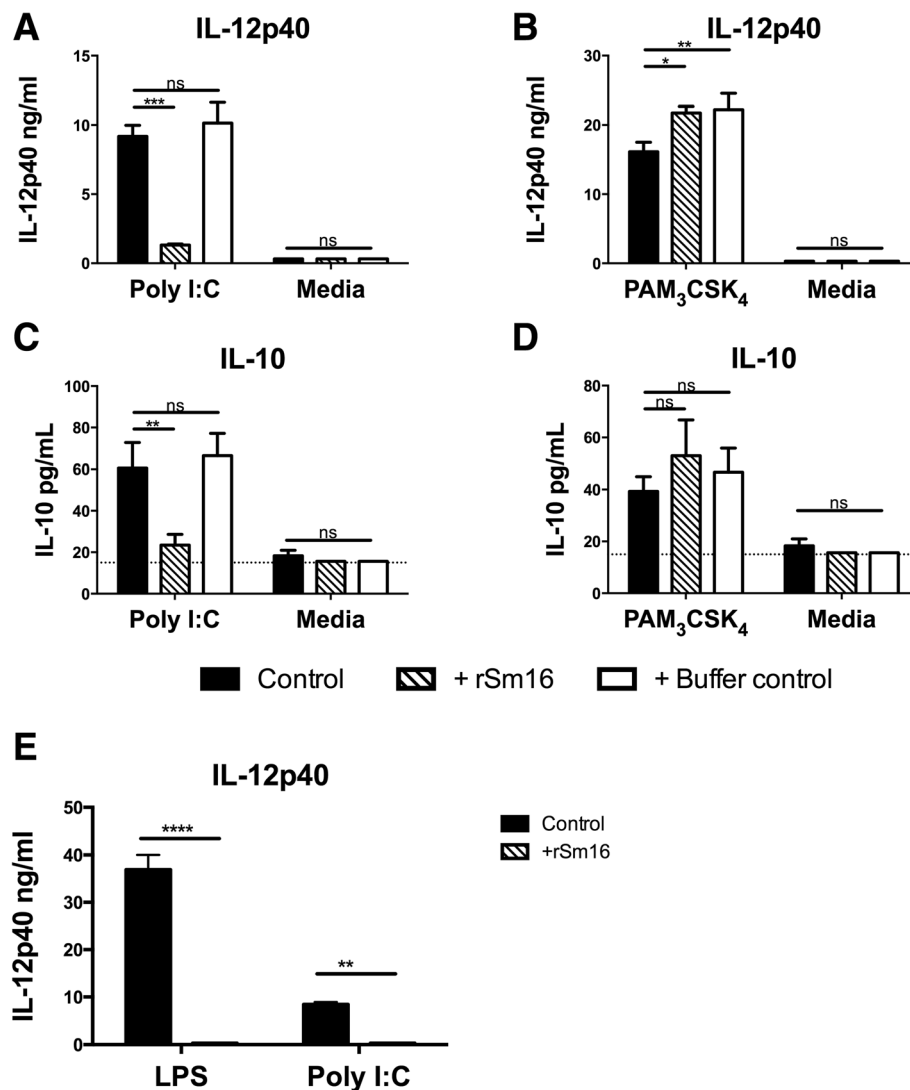 A
IL-12p40
IL-12p40 ng/ml
15
10
5
0
ns
***
ns
Poly I:C
Media
B
IL-12p40
IL-12p40 ng/ml
30
20
10
0
**
*
ns
PAM3CSK4
Media
C
IL-10
IL-10 pg/mL
100
80
60
40
20
0
ns
**
ns
Poly I:C
Media
D
IL-10
IL-10 pg/mL
80
60
40
20
0
ns
ns
ns
PAM3CSK4
Media
Control
+ rSm16
+ Buffer control
E
IL-12p40
IL-12p40 ng/ml
50
40
30
20
10
0
****
**
LPS
Poly I:C
Control
+rSm16